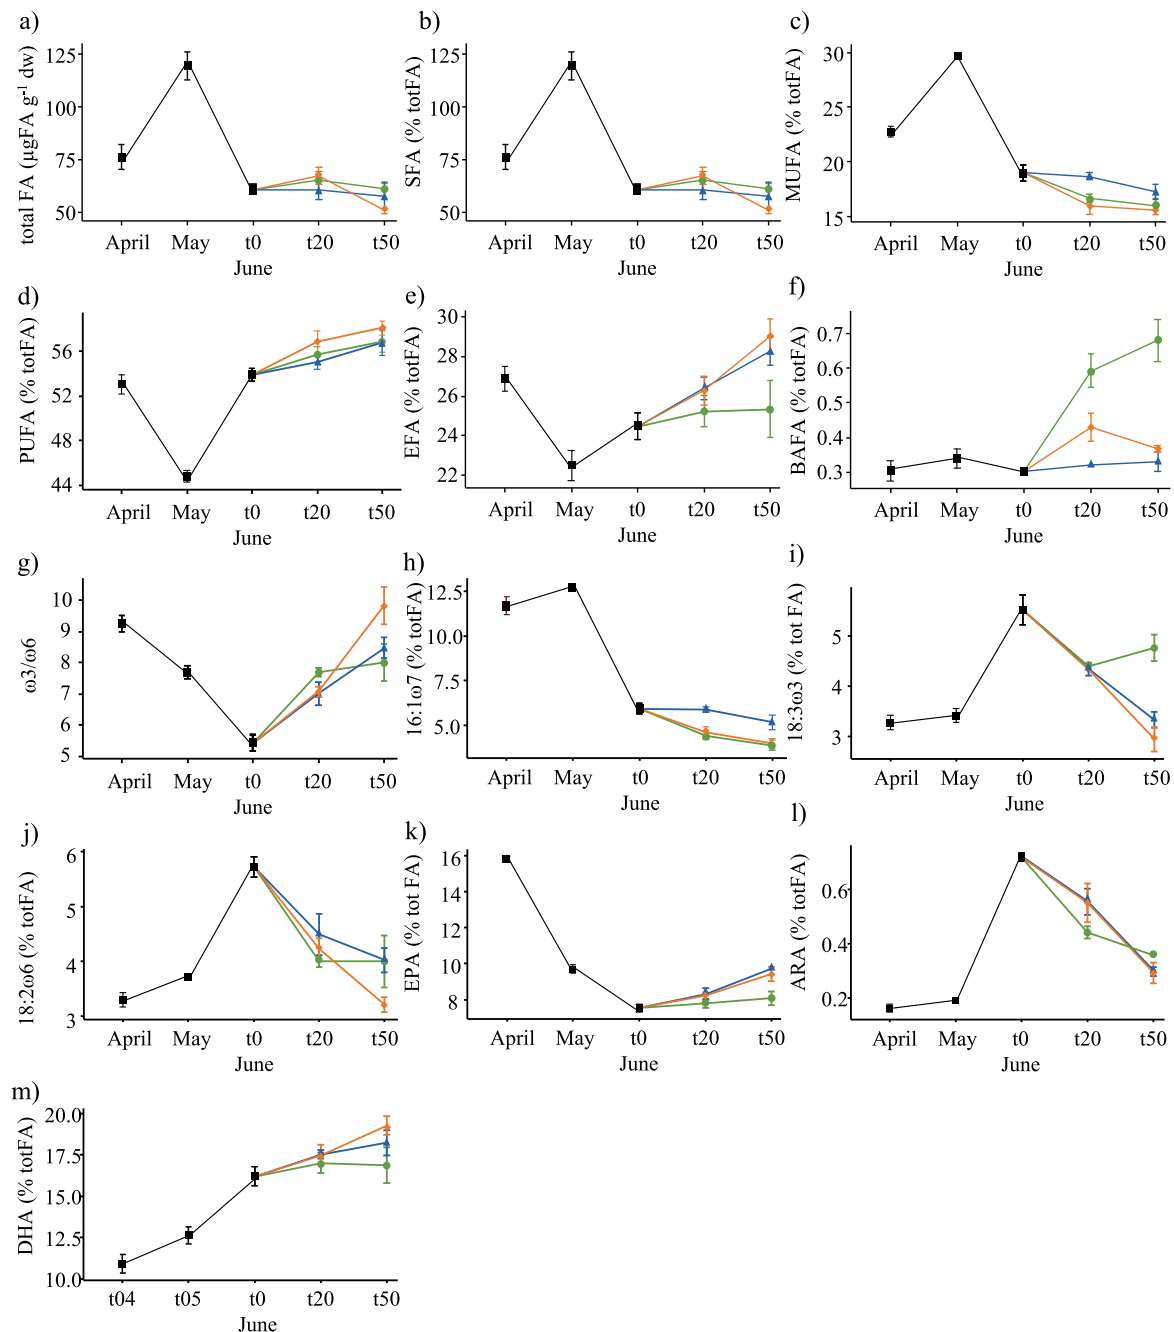 a)
total FA (µgFA g⁻¹ dw)
125
100
75
50
April May t0 t20 t50
June
b)
SFA (% totFA)
125
100
75
50
April May t0 t20 t50
June
c)
MUFA (% totFA)
30
25
20
15
April May t0 t20 t50
June
d)
PUFA (% totFA)
56
52
48
44
April May t0 t20 t50
June
e)
EFA (% totFA)
30
28
26
24
22
April May t0 t20 t50
June
f)
BAFA (% totFA)
0.7
0.6
0.5
0.4
0.3
April May t0 t20 t50
June
g)
ω3/ω6
10
9
8
7
6
5
April May t0 t20 t50
June
h)
16:1ω7 (% totFA)
12.5
10.0
7.5
5.0
April May t0 t20 t50
June
i)
18:3ω3 (% tot FA)
5
4
3
April May t0 t20 t50
June
j)
18:2ω6 (% totFA)
6
5
4
3
April May t0 t20 t50
June
k)
EPA (% tot FA)
16
14
12
10
8
April May t0 t20 t50
June
l)
ARA (% totFA)
0.6
0.4
0.2
April May t0 t20 t50
June
m)
DHA (% totFA)
20.0
17.5
15.0
12.5
10.0
t04 t05 t0 t20 t50
June